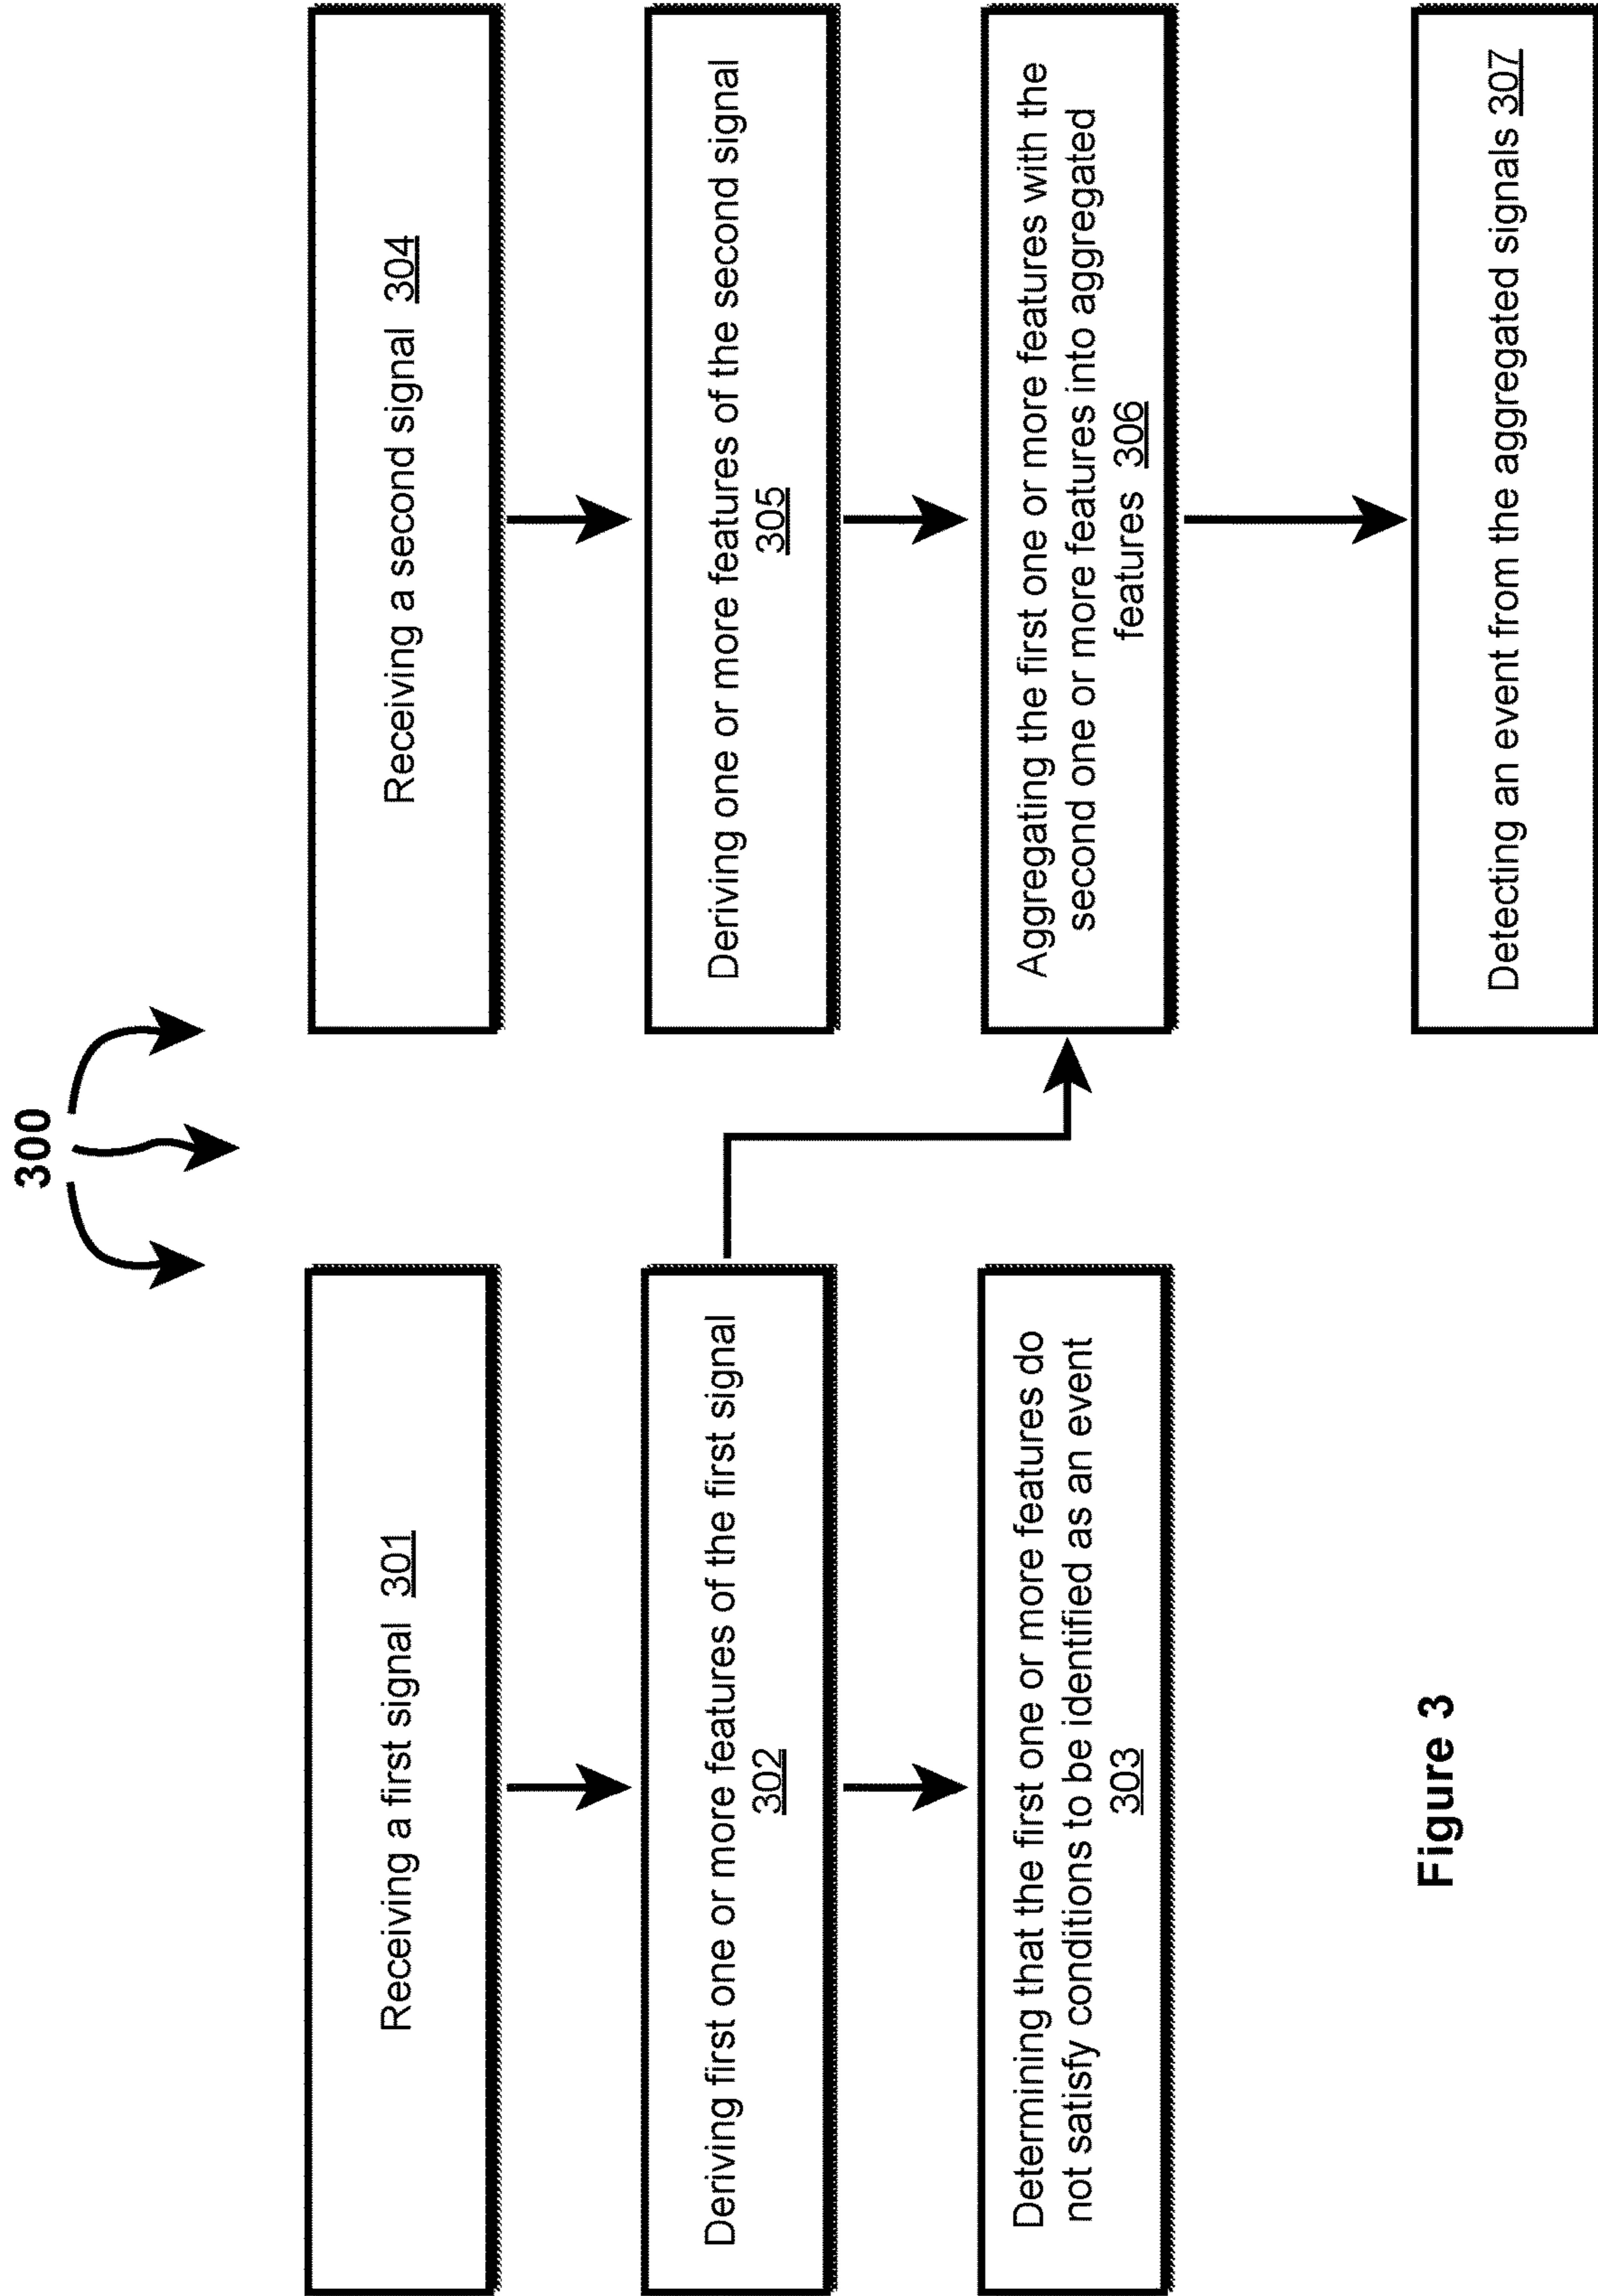 300
Receiving a first signal 301
Deriving first one or more features of the first signal
302
Determining that the first one or more features do
not satisfy conditions to be identified as an event
303
Receiving a second signal 304
Deriving one or more features of the second signal
305
Aggregating the first one or more features with the
second one or more features into aggregated
features 306
Detecting an event from the aggregated signals 307
Figure 3